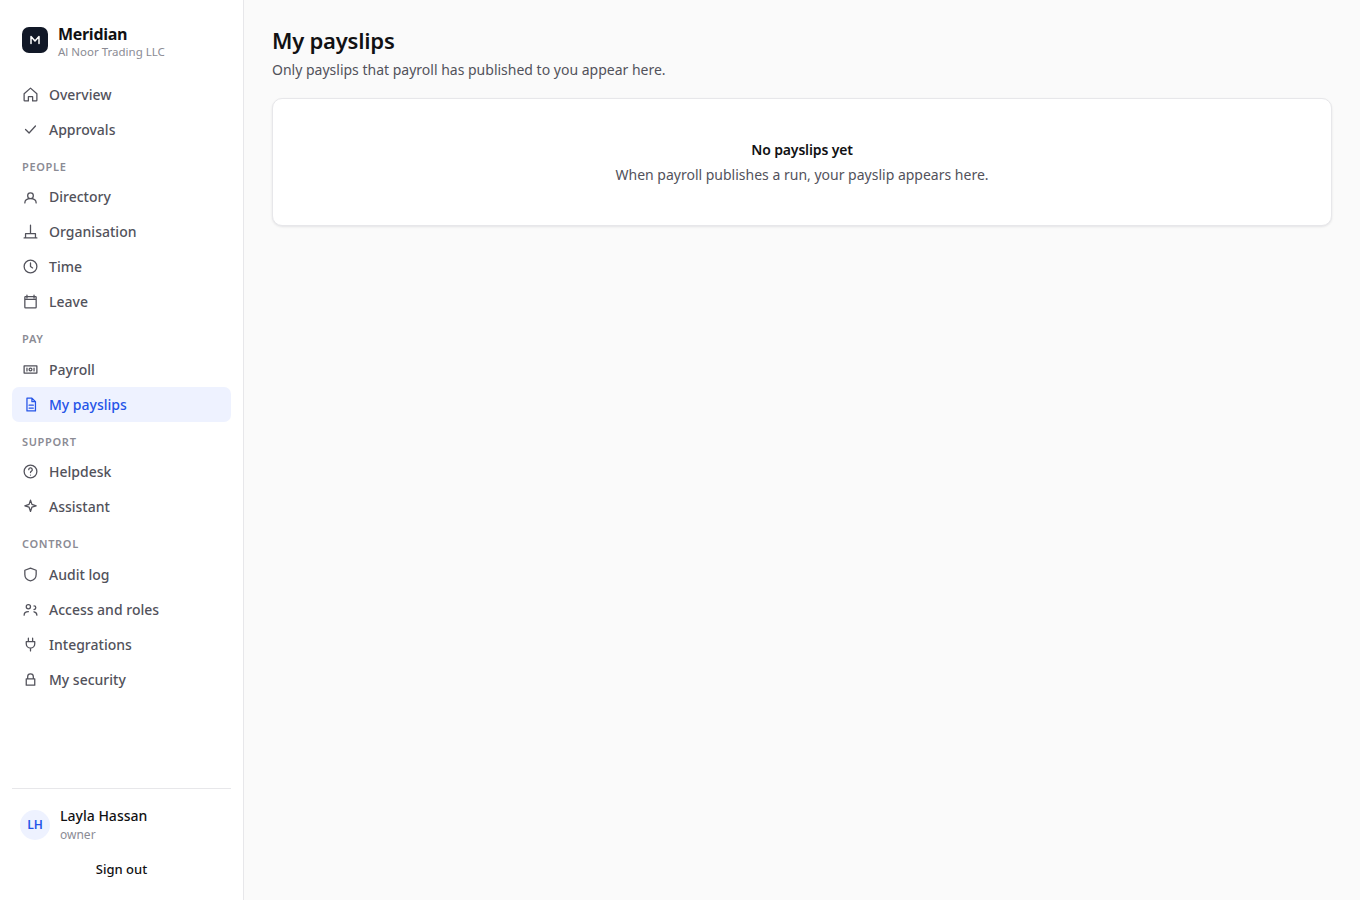 Meridian
Al Noor Trading LLC
Overview
Approvals
PEOPLE
Directory
Organisation
Time
Leave
PAY
Payroll
My payslips
SUPPORT
Helpdesk
Assistant
CONTROL
Audit log
Access and roles
Integrations
My security
LH
Layla Hassan
owner
Sign out
My payslips
Only payslips that payroll has published to you appear here.
No payslips yet
When payroll publishes a run, your payslip appears here.